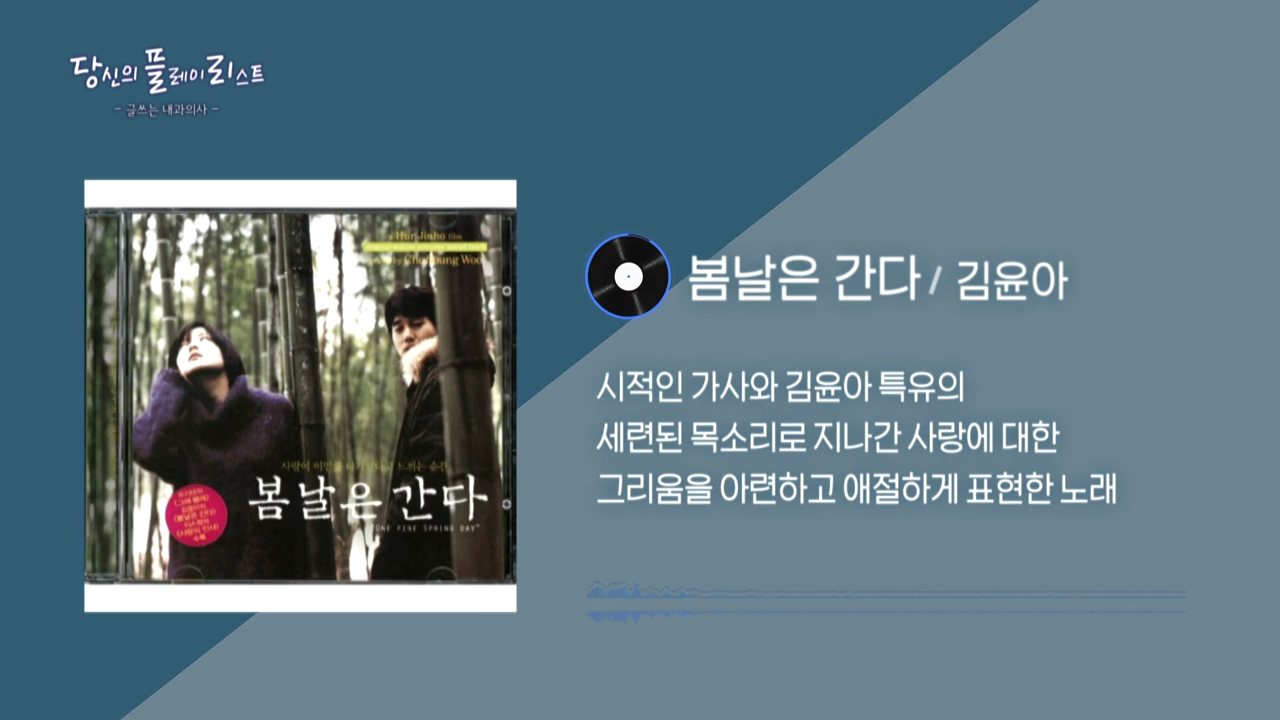 당신의 플레이리스트
- 글쓰는 내과의사 -
a Hur Jinho film
봄날은 간다 / 김윤아
시적인 가사와 김윤아 특유의
세련된 목소리로 지나간 사랑에 대한
그리움을 아련하고 애절하게 표현한 노래
봄날은 간다
"ONE FINE SPRING DAY"